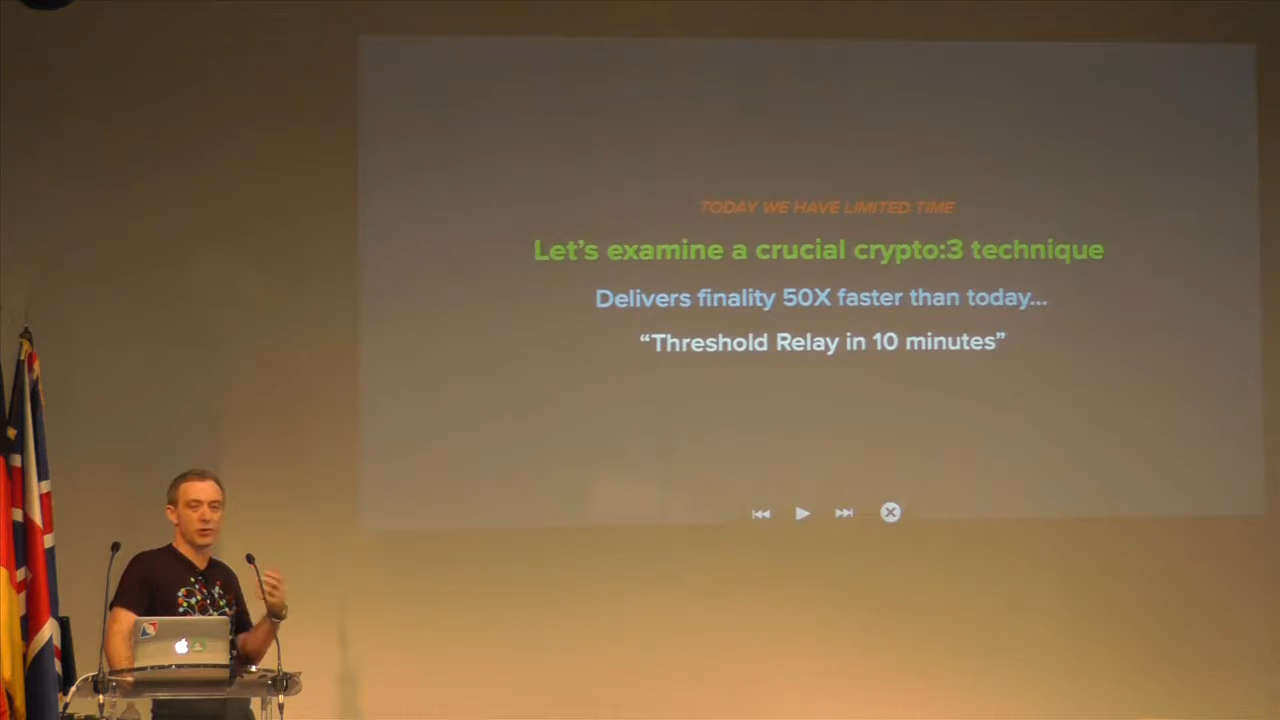 TODAY WE HAVE LIMITED TIME
Let's examine a crucial crypto:3 technique
Delivers finality 50X faster than today...
“Threshold Relay in 10 minutes”